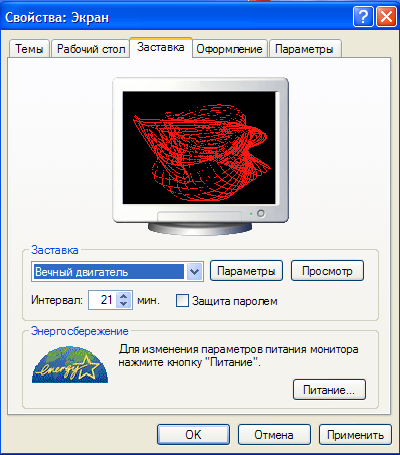 Свойства: Экран
Темы
Рабочий стол
Заставка
Оформление
Параметры
Заставка
Вечный двигатель
Параметры
Просмотр
Интервал: 21 мин.
Защита паролем
Энергосбережение
energy
Для изменения параметров питания монитора
нажмите кнопку "Питание".
Питание...
OK
Отмена
Применить